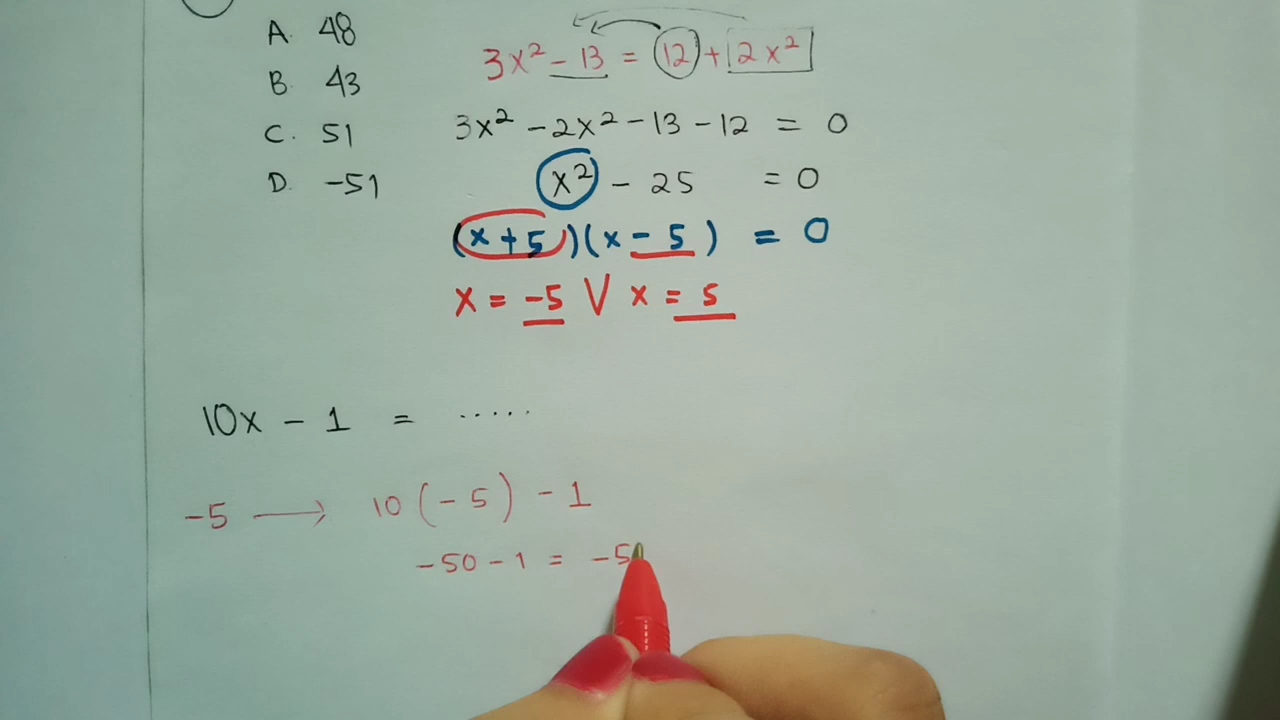 A. 48
B. 43
C. 51
D. -51
3x² - 13 = 12 + 2x²
3x² - 2x² - 13 - 12 = 0
x² - 25 = 0
(x + 5)(x - 5) = 0
x = -5 V x = 5
10x - 1 = .....
-5 → 10(-5) - 1
-50 - 1 = -5